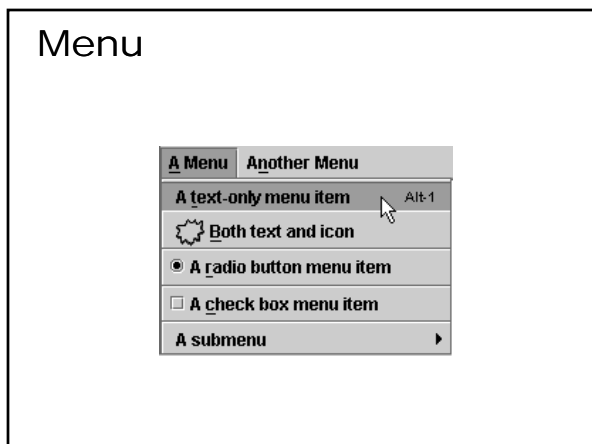 Menu
A Menu Another Menu
A text-only menu item Alt-1
Both text and icon
A radio button menu item
A check box menu item
A submenu